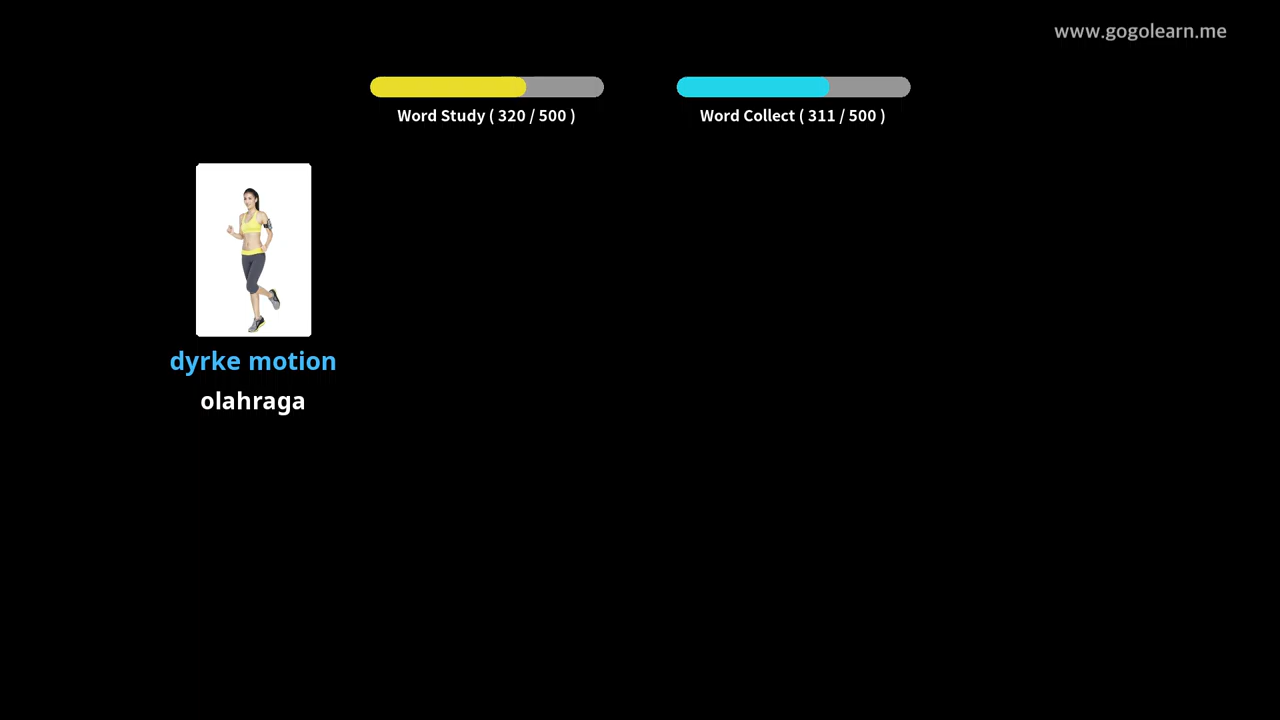 www.gogolearn.me
Word Study ( 320 / 500 )
Word Collect ( 311 / 500 )
dyrke motion
olahraga